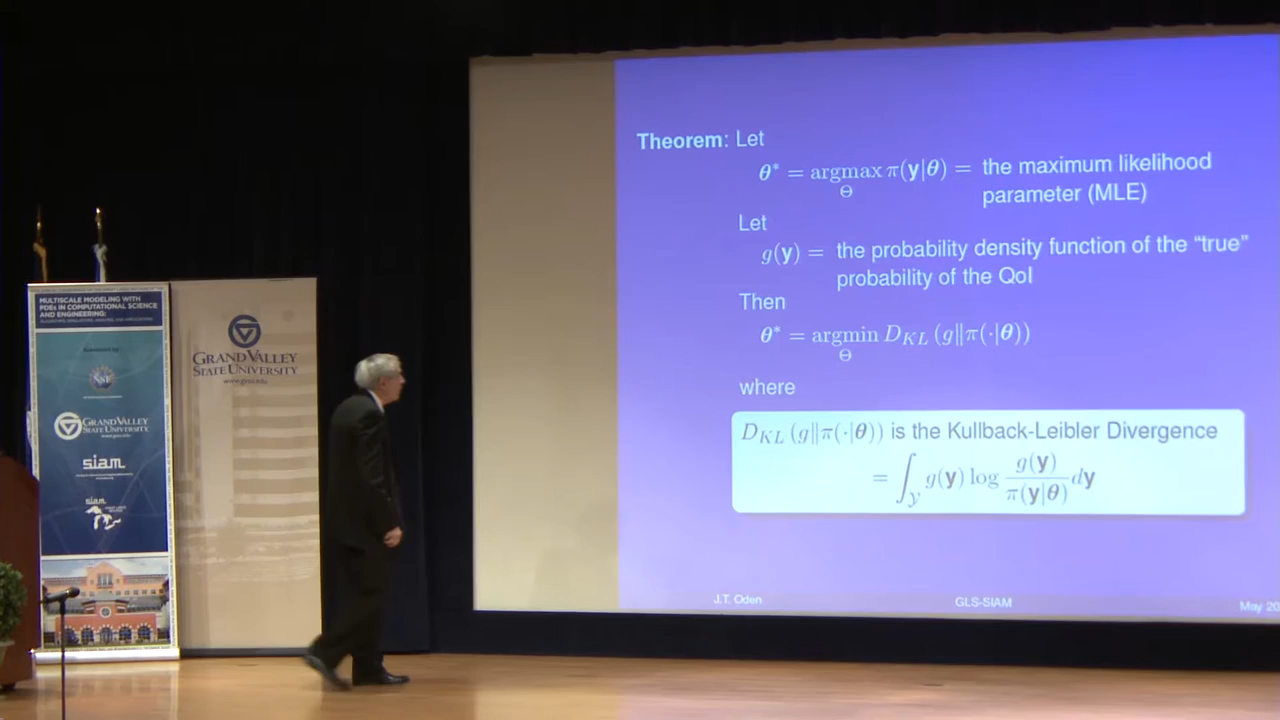 MULTISCALE MODELING WITH
PDEs IN COMPUTATIONAL SCIENCE
AND ENGINEERING:
GRAND VALLEY
STATE UNIVERSITY
siam
siam
GRAND VALLEY
STATE UNIVERSITY
www.gvsu.edu
Theorem: Let
θ* = argmax π(y|θ) = the maximum likelihood
Θ parameter (MLE)
Let
g(y) = the probability density function of the “true”
probability of the QoI
Then
θ* = argmin D_KL (g‖π(·|θ))
Θ
where
D_KL (g‖π(·|θ)) is the Kullback-Leibler Divergence
= ∫_𝒴 g(y) log g(y)/π(y|θ) dy
J.T. Oden GLS-SIAM May 20